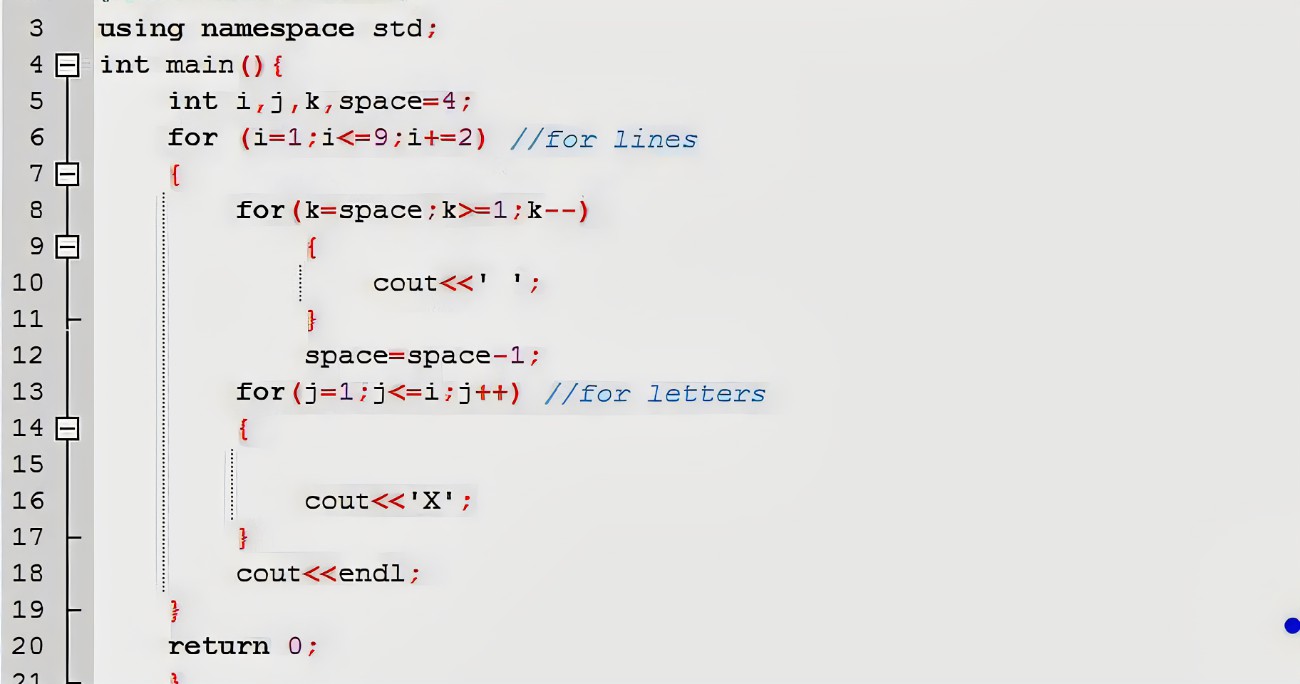 3 using namespace std;
4 int main(){
5 int i,j,k,space=4;
6 for (i=1;i<=9;i+=2) //for lines
7 {
8 for(k=space;k>=1;k--)
9 {
10 cout<<' ';
11 }
12 space=space-1;
13 for(j=1;j<=i;j++) //for letters
14 {
15
16 cout<<'X';
17 }
18 cout<<endl;
19 }
20 return 0;
21 }